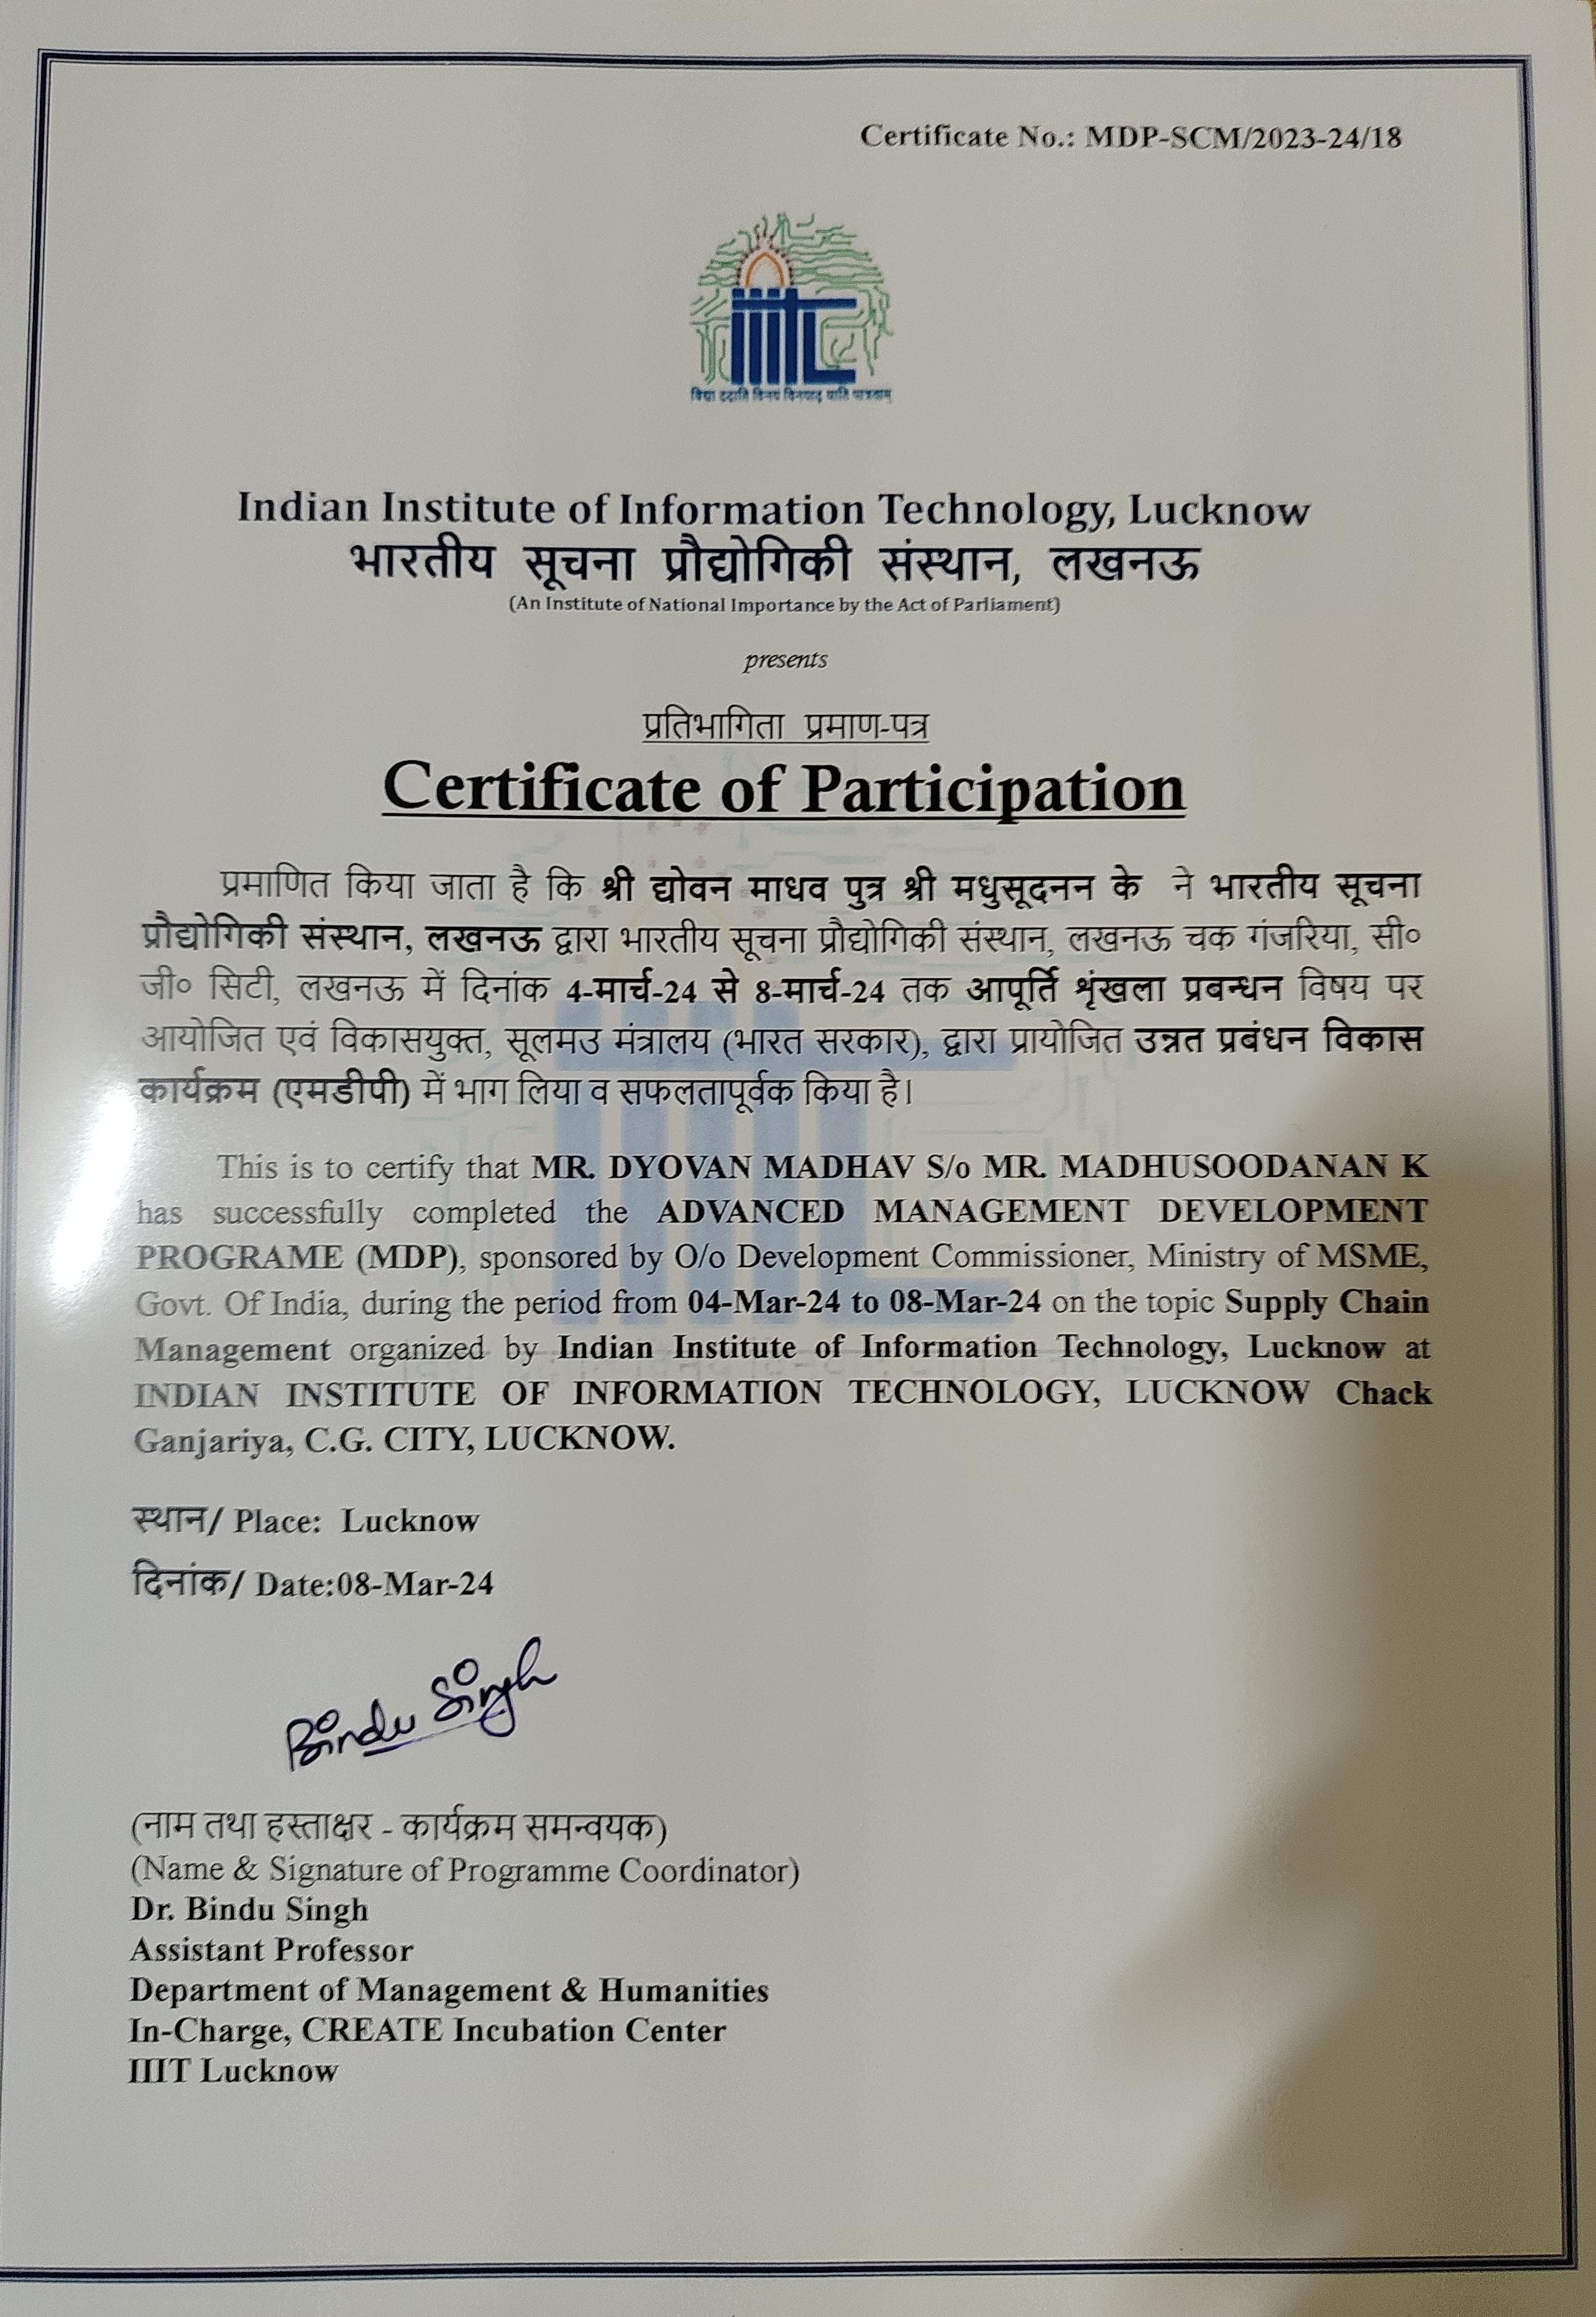 Certificate No.: MDP-SCM/2023-24/18
विद्या ददाति विनयं विनयाद् याति पात्रताम्
Indian Institute of Information Technology, Lucknow
भारतीय सूचना प्रौद्योगिकी संस्थान, लखनऊ
(An Institute of National Importance by the Act of Parliament)
presents
प्रतिभागिता प्रमाण-पत्र
Certificate of Participation
प्रमाणित किया जाता है कि श्री द्योवन माधव पुत्र श्री मधुसूदनन के ने भारतीय सूचना
प्रौद्योगिकी संस्थान, लखनऊ द्वारा भारतीय सूचना प्रौद्योगिकी संस्थान, लखनऊ चक गंजरिया, सी०
जी० सिटी, लखनऊ में दिनांक 4-मार्च-24 से 8-मार्च-24 तक आपूर्ति शृंखला प्रबन्धन विषय पर
आयोजित एवं विकासयुक्त, सूलमउ मंत्रालय (भारत सरकार), द्वारा प्रायोजित उन्नत प्रबंधन विकास
कार्यक्रम (एमडीपी) में भाग लिया व सफलतापूर्वक किया है।
This is to certify that MR. DYOVAN MADHAV S/o MR. MADHUSOODANAN K
has successfully completed the ADVANCED MANAGEMENT DEVELOPMENT
PROGRAME (MDP), sponsored by O/o Development Commissioner, Ministry of MSME,
Govt. Of India, during the period from 04-Mar-24 to 08-Mar-24 on the topic Supply Chain
Management organized by Indian Institute of Information Technology, Lucknow at
INDIAN INSTITUTE OF INFORMATION TECHNOLOGY, LUCKNOW Chack
Ganjariya, C.G. CITY, LUCKNOW.
स्थान/ Place: Lucknow
दिनांक/ Date:08-Mar-24
Bindu Singh
(नाम तथा हस्ताक्षर - कार्यक्रम समन्वयक)
(Name & Signature of Programme Coordinator)
Dr. Bindu Singh
Assistant Professor
Department of Management & Humanities
In-Charge, CREATE Incubation Center
IIIT Lucknow